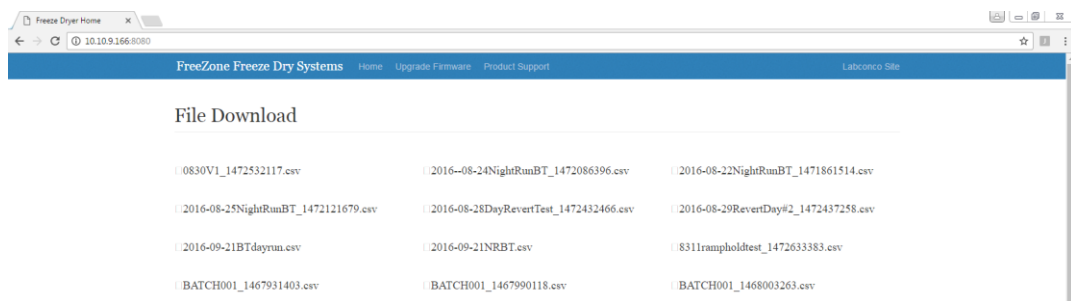 Freeze Dryer Home
10.10.9.166:8080
FreeZone Freeze Dry Systems Home Upgrade Firmware Product Support Labconco Site
File Download
0830V1_1472532117.csv 2016--08-24NightRunBT_1472086396.csv 2016-08-22NightRunBT_1471861514.csv
2016-08-25NightRunBT_1472121679.csv 2016-08-28DayRevertTest_1472432466.csv 2016-08-29RevertDay#2_1472437258.csv
2016-09-21BTdayrun.csv 2016-09-21NRBT.csv 8311rampholdtest_1472633383.csv
BATCH001_1467931403.csv BATCH001_1467990118.csv BATCH001_1468003263.csv